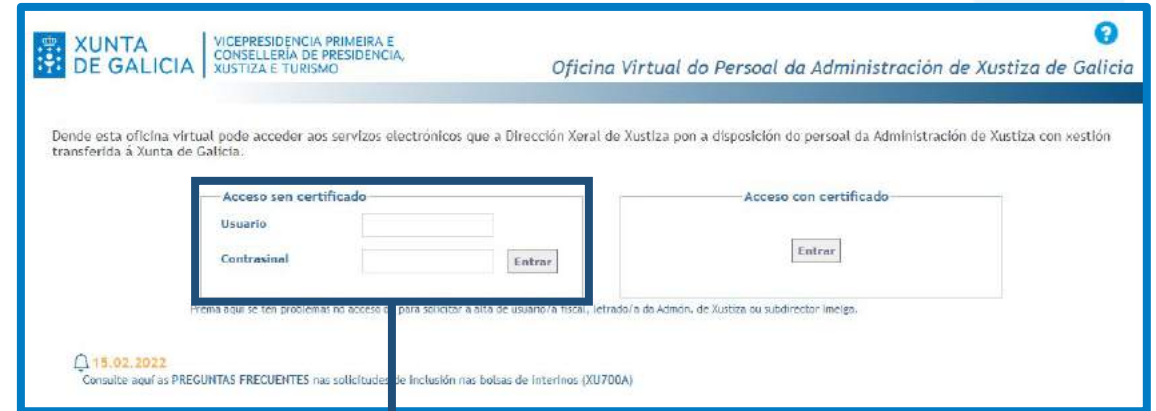 XUNTA
DE GALICIA
VICEPRESIDENCIA PRIMEIRA E
CONSELLERÍA DE PRESIDENCIA,
XUSTIZA E TURISMO
?
Oficina Virtual do Persoal da Administración de Xustiza de Galicia
Dende esta oficina virtual pode acceder aos servizos electrónicos que a Dirección Xeral de Xustiza pon a disposición do persoal da Administración de Xustiza con xestión
transferida á Xunta de Galicia.
Acceso sen certificado
Usuario
Contrasinal
Entrar
Acceso con certificado
Entrar
Prema aquí se ten problemas no acceso para solicitar a alta de usuario/a fiscal, letrado/a da Admón. de Xustiza ou subdirector Imelga.
15.02.2022
Consulte aquí as PREGUNTAS FRECUENTES nas solicitudes de inclusión nas bolsas de interinos (XU700A)